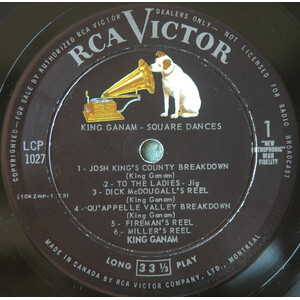 COPYRIGHTED—FOR SALE BY AUTHORIZED RCA VICTOR DEALERS ONLY
NOT LICENSED FOR RADIO BROADCAST
RCA VICTOR
KING GANAM - SQUARE DANCES
LCP
1027
1
"NEW
ORTHOPHONIC"
HIGH
FIDELITY
1 - JOSH KING'S COUNTY BREAKDOWN
(King Ganam)
2 - TO THE LADIES - Jig
(King Ganam)
3 - DICK McDOUGALL'S REEL
(King Ganam)
4 - QU'APPELLE VALLEY BREAKDOWN
(King Ganam)
5 - FIREMAN'S REEL
6 - MILLER'S REEL
KING GANAM
LONG 33⅓ PLAY
MADE IN CANADA BY RCA VICTOR COMPANY LTD., MONTREAL